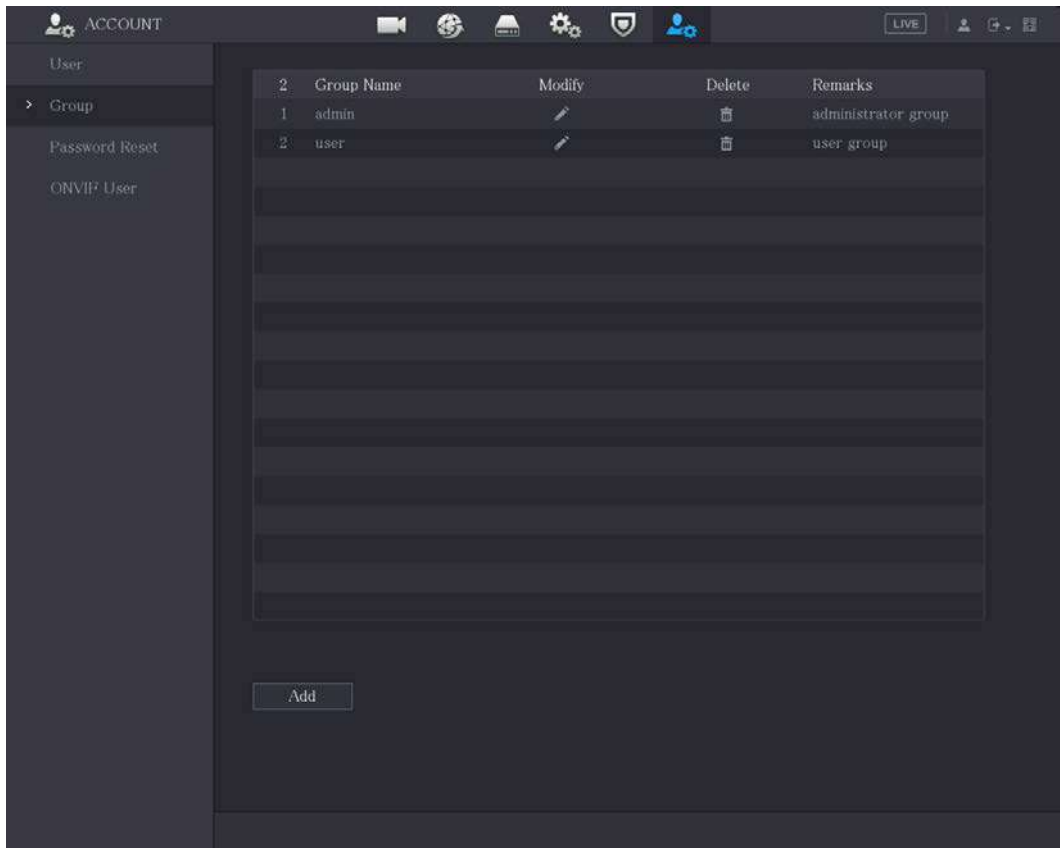 ACCOUNT LIVE
User
Group
Password Reset
ONVIF User
2 Group Name Modify Delete Remarks
1 admin administrator group
2 user user group
Add